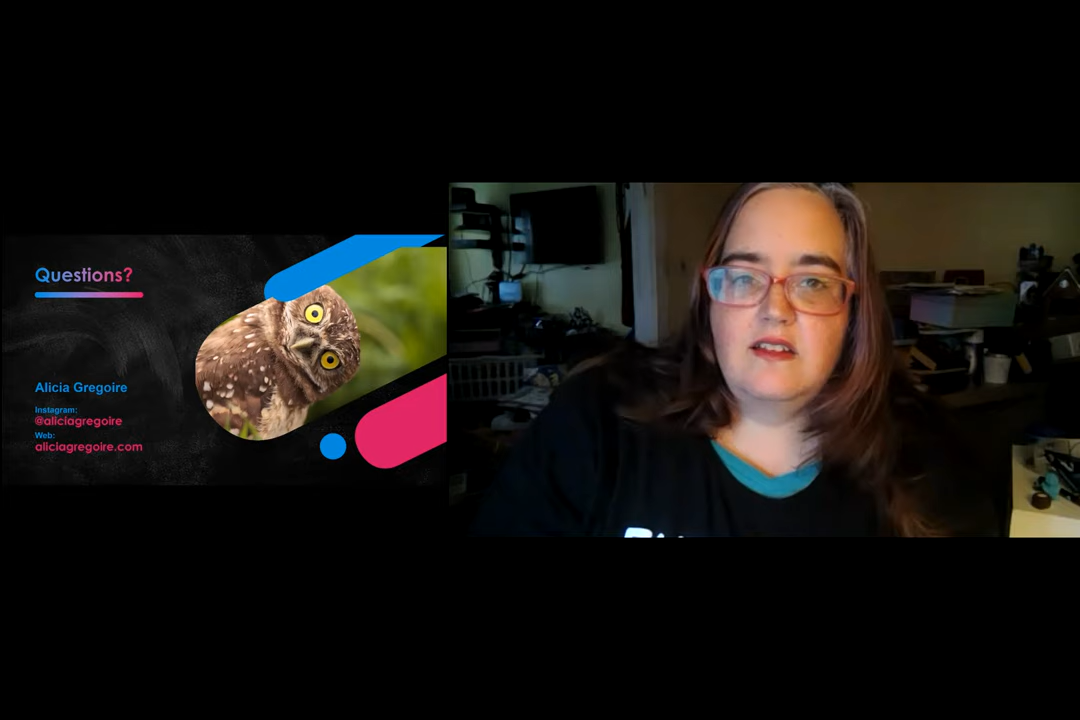 Questions?
Alicia Gregoire
Instagram:
@aliciagregoire
Web:
aliciagregoire.com